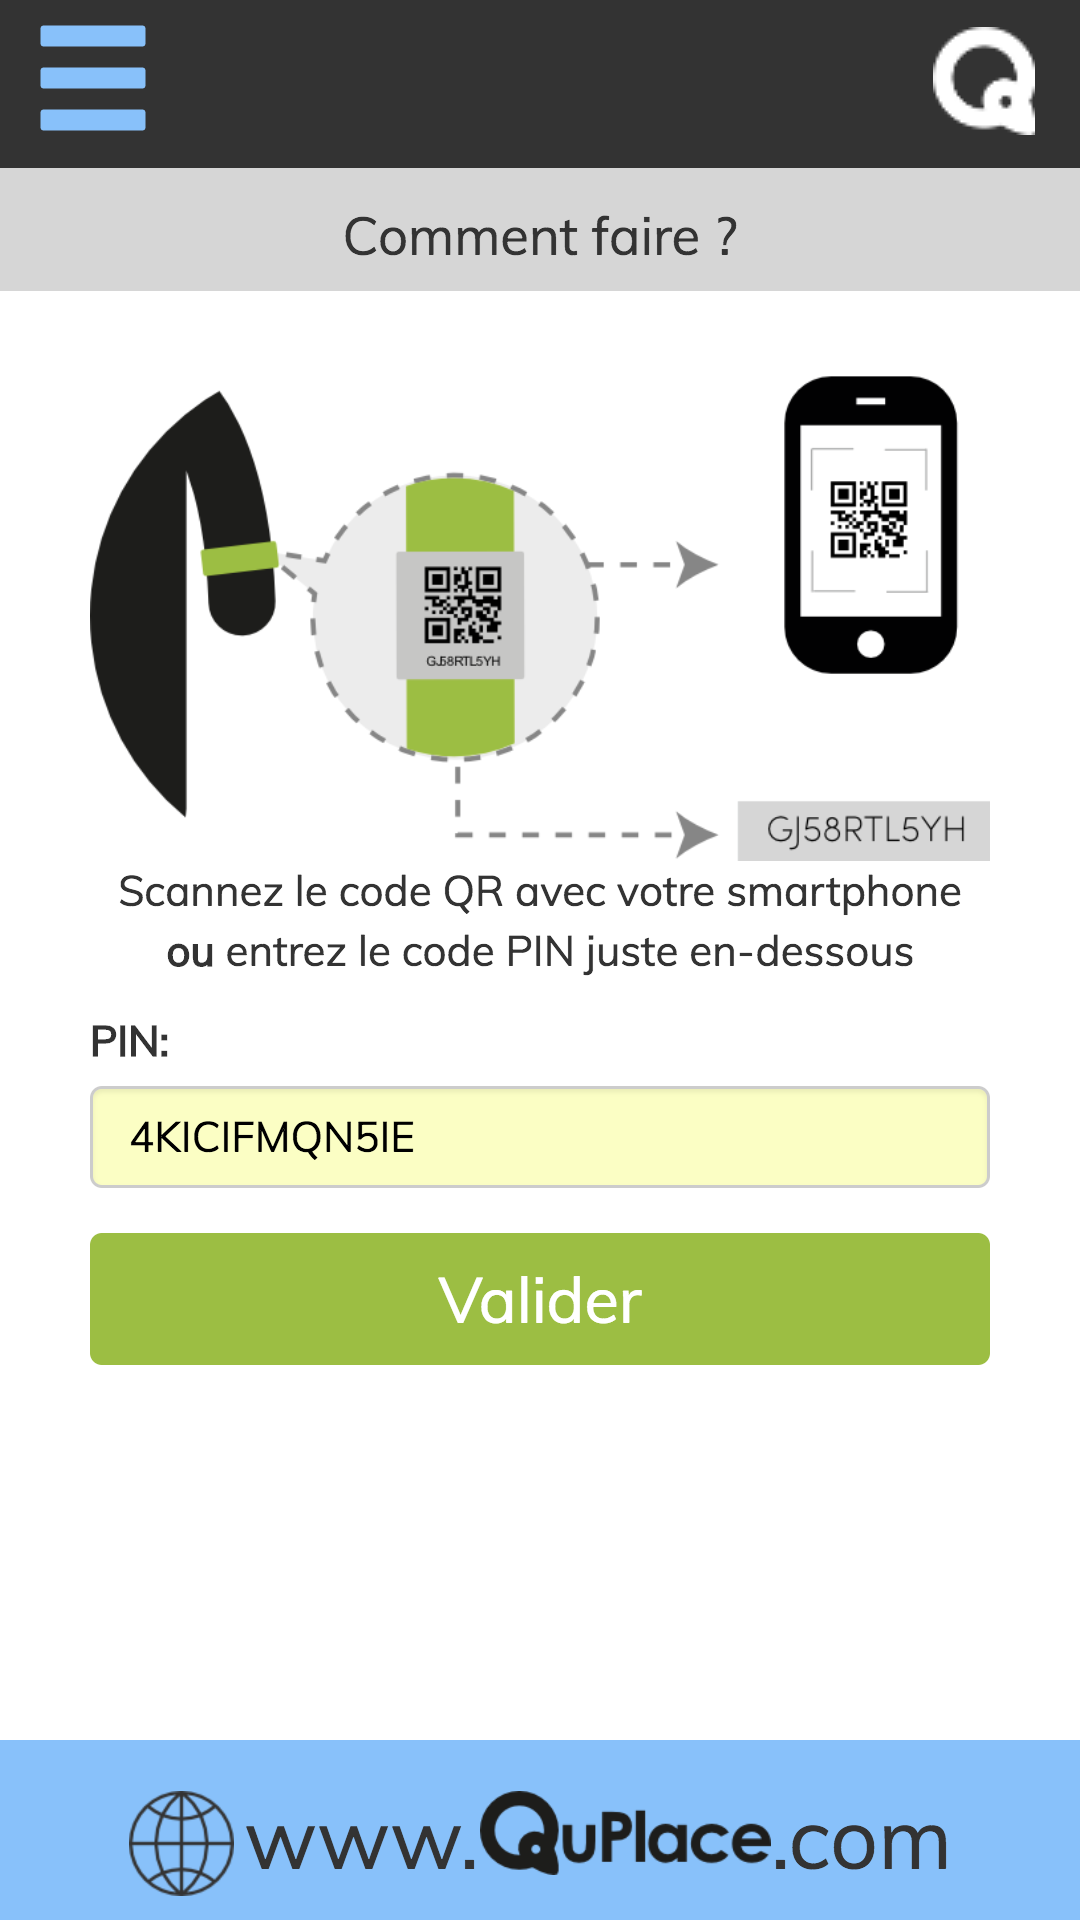 Comment faire ?
GJ58RTL5YH
GJ58RTL5YH
Scannez le code QR avec votre smartphone
ou entrez le code PIN juste en-dessous
PIN:
4KICIFMQN5IE
Valider
www.QuPlace.com